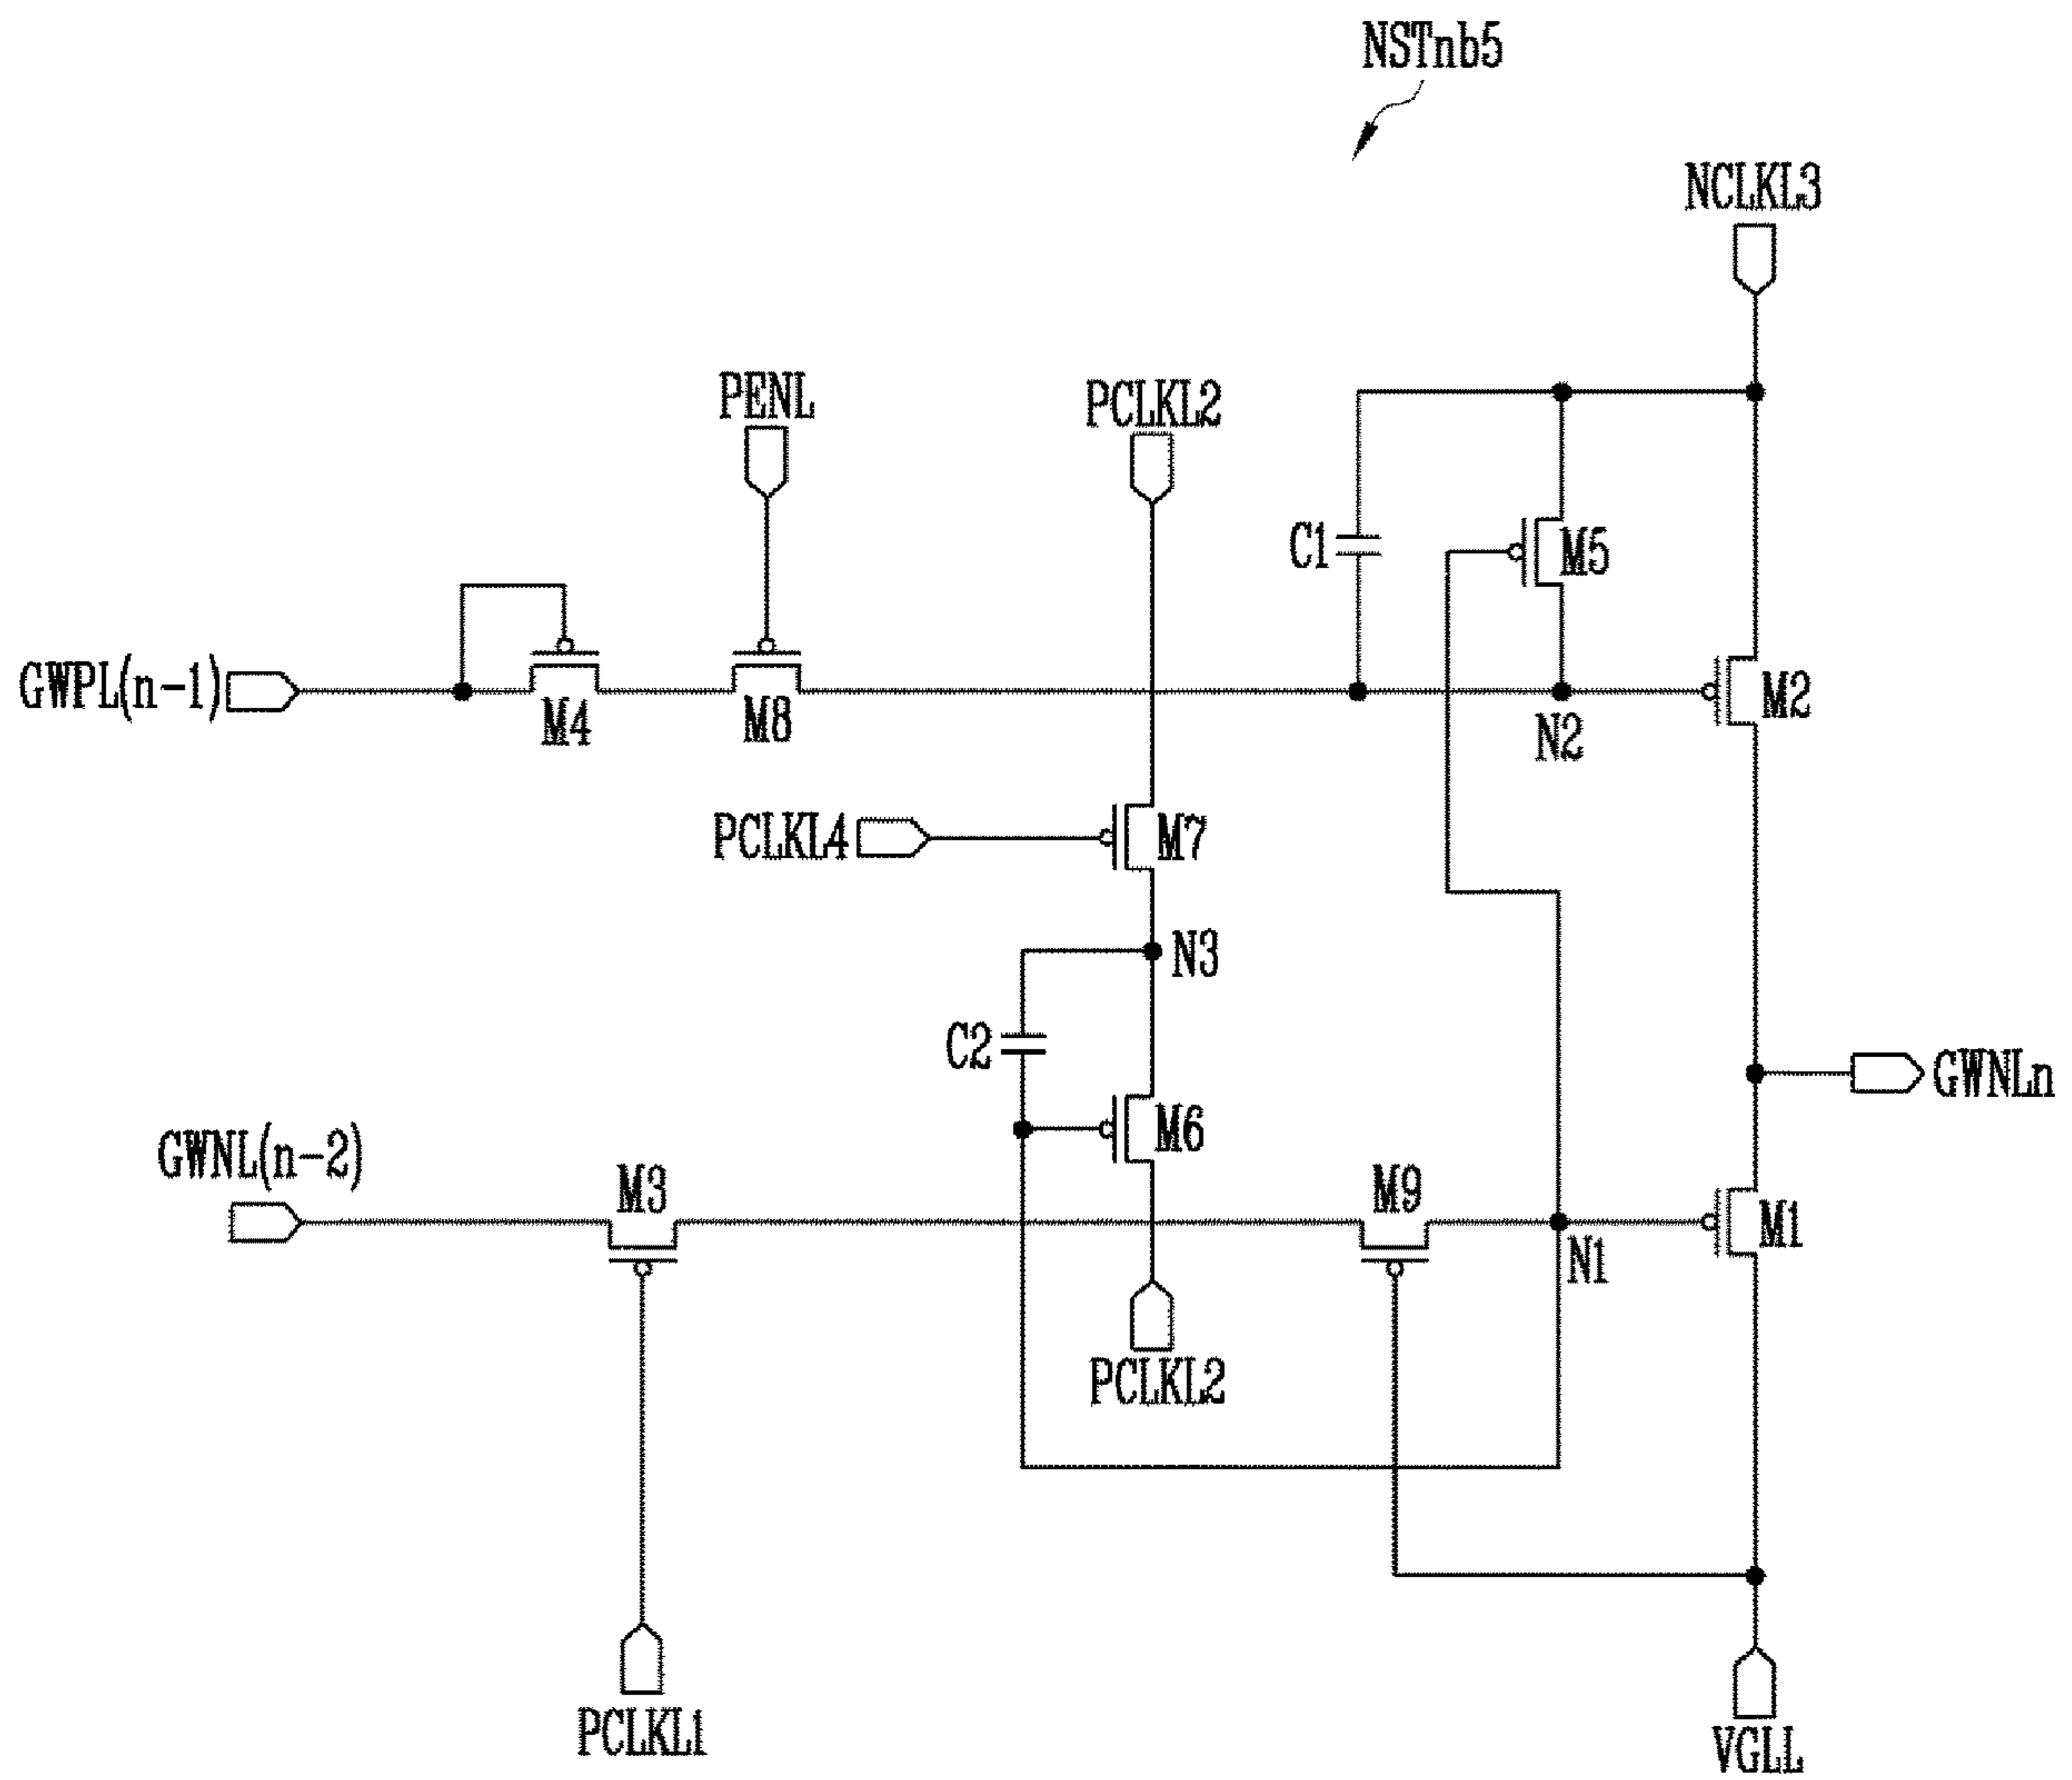 NSTnb5
NCLKL3
PENL
PCLKL2
C1
M5
GWPL(n-1)
M4
M8
N2
M2
PCLKL4
M7
N3
C2
M6
GWNLn
GWNL(n-2)
M3
M9
N1
M1
PCLKL2
PCLKL1
VGLL